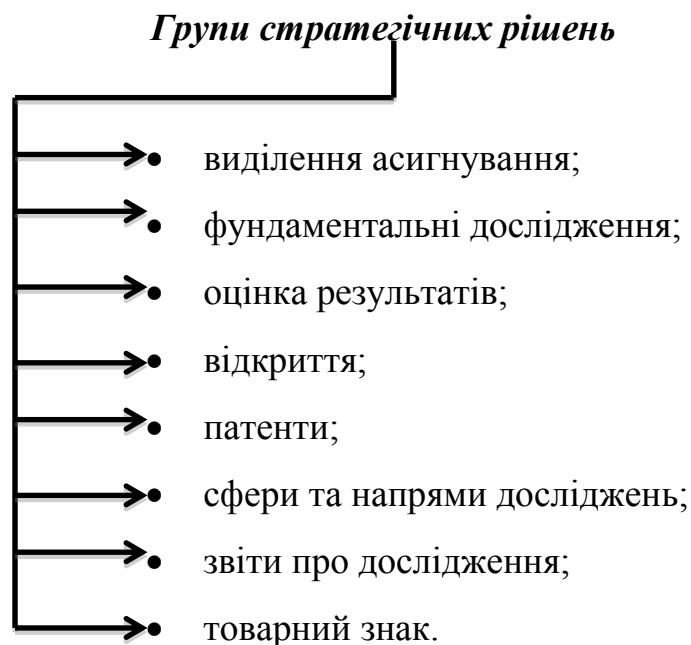 Групи стратегічних рішень
• виділення асигнування;
• фундаментальні дослідження;
• оцінка результатів;
• відкриття;
• патенти;
• сфери та напрями досліджень;
• звіти про дослідження;
• товарний знак.